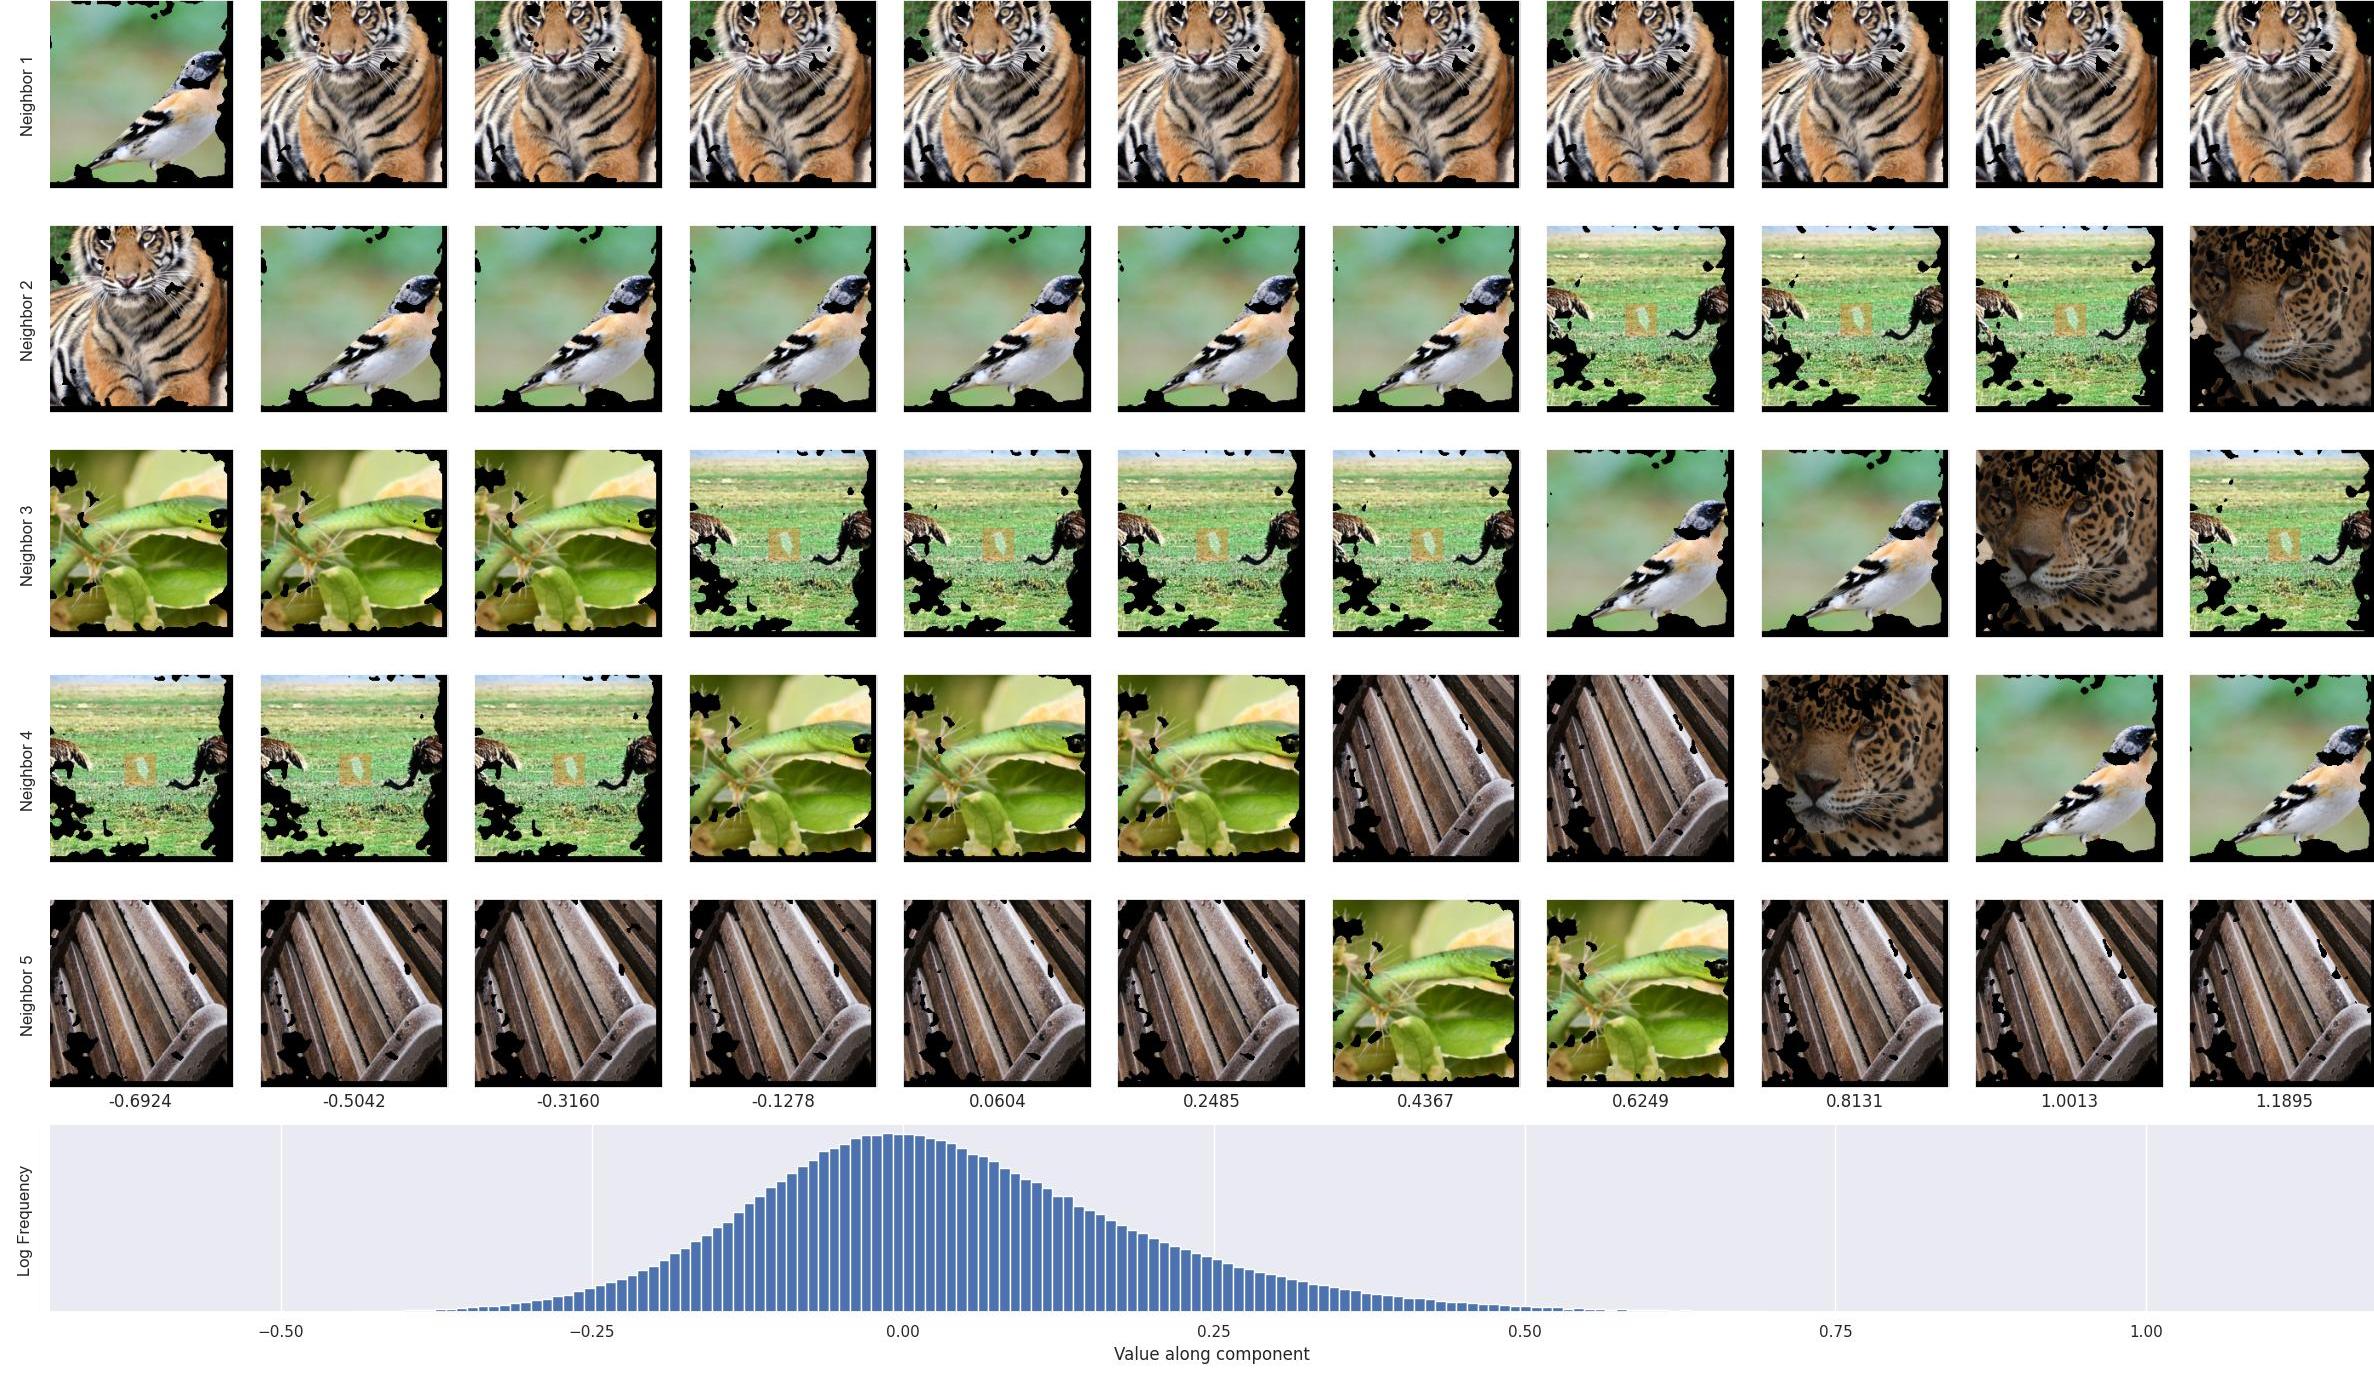 Neighbor 1
Neighbor 2
Neighbor 3
Neighbor 4
Neighbor 5
-0.6924 -0.5042 -0.3160 -0.1278 0.0604 0.2485 0.4367 0.6249 0.8131 1.0013 1.1895
Log Frequency
−0.50 −0.25 0.00 0.25 0.50 0.75 1.00
Value along component